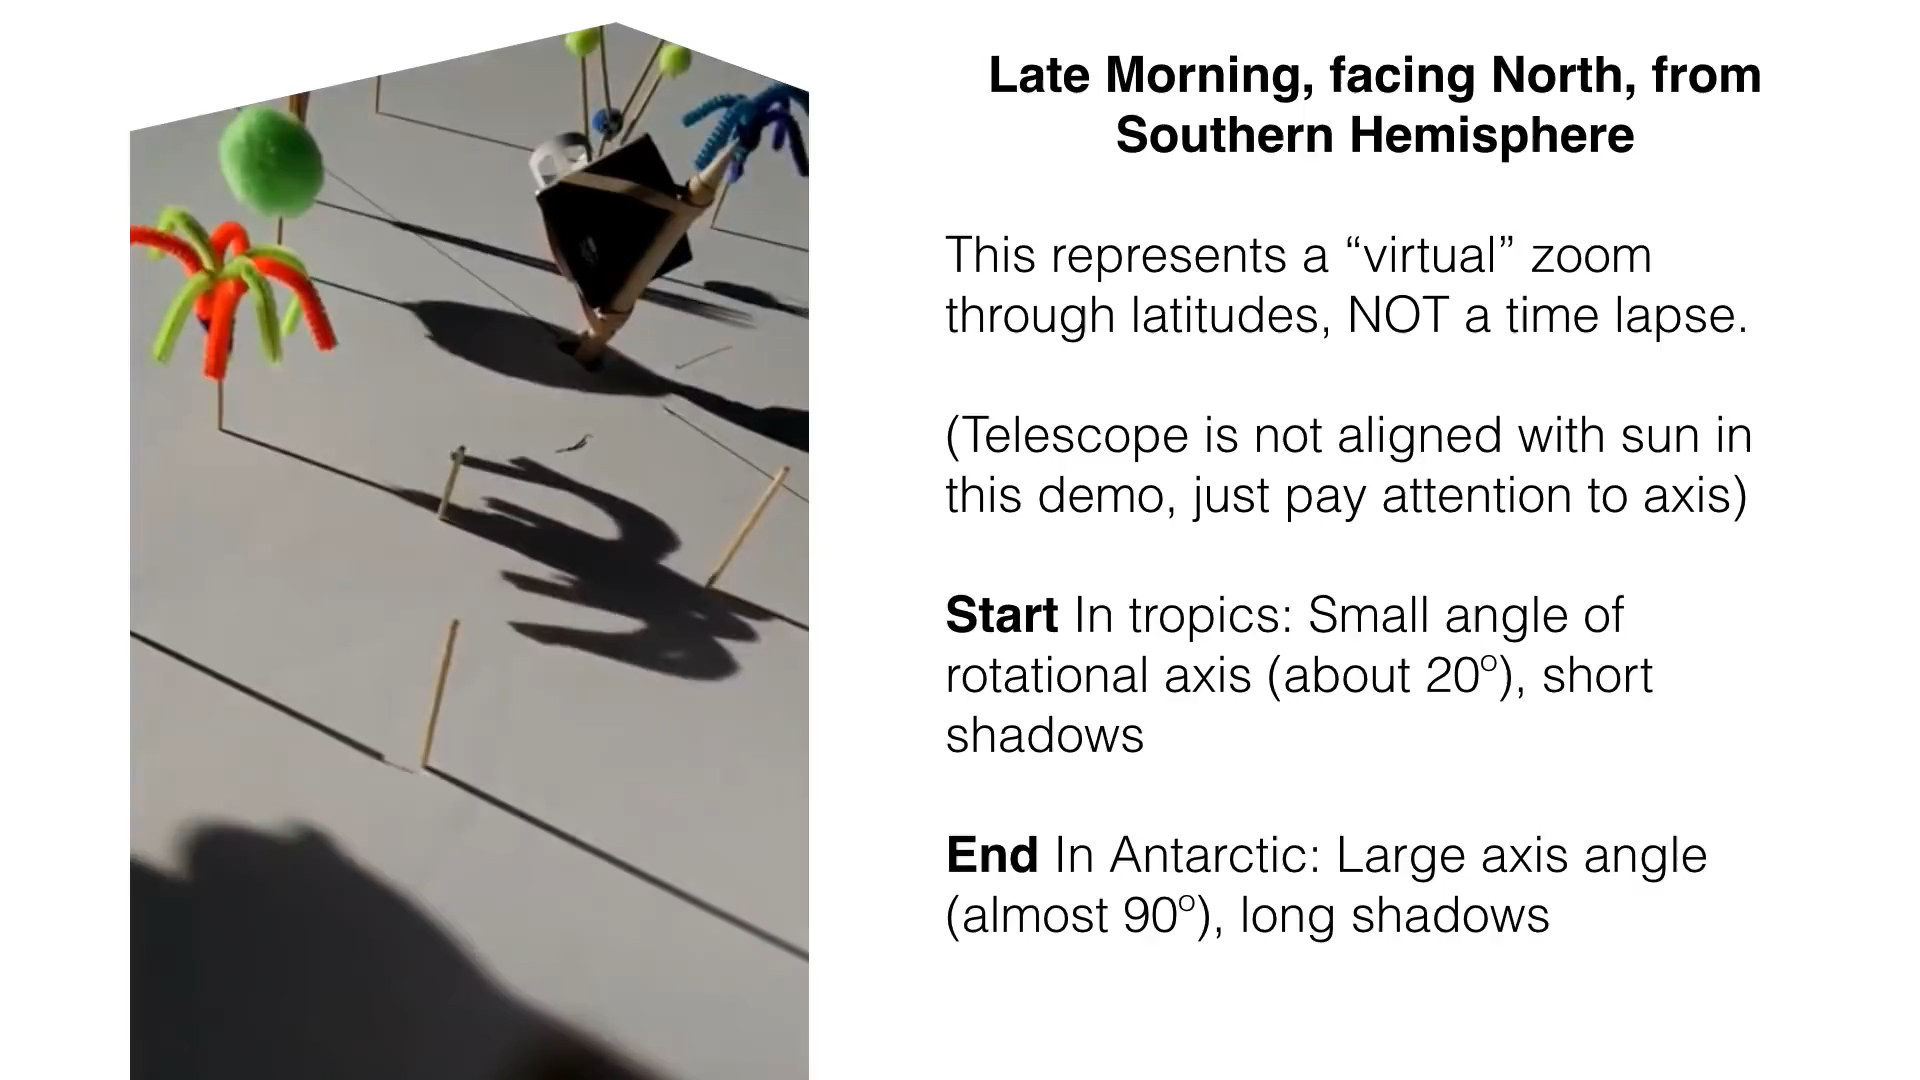 Late Morning, facing North, from
Southern Hemisphere
This represents a “virtual” zoom
through latitudes, NOT a time lapse.
(Telescope is not aligned with sun in
this demo, just pay attention to axis)
Start In tropics: Small angle of
rotational axis (about 20º), short
shadows
End In Antarctic: Large axis angle
(almost 90º), long shadows